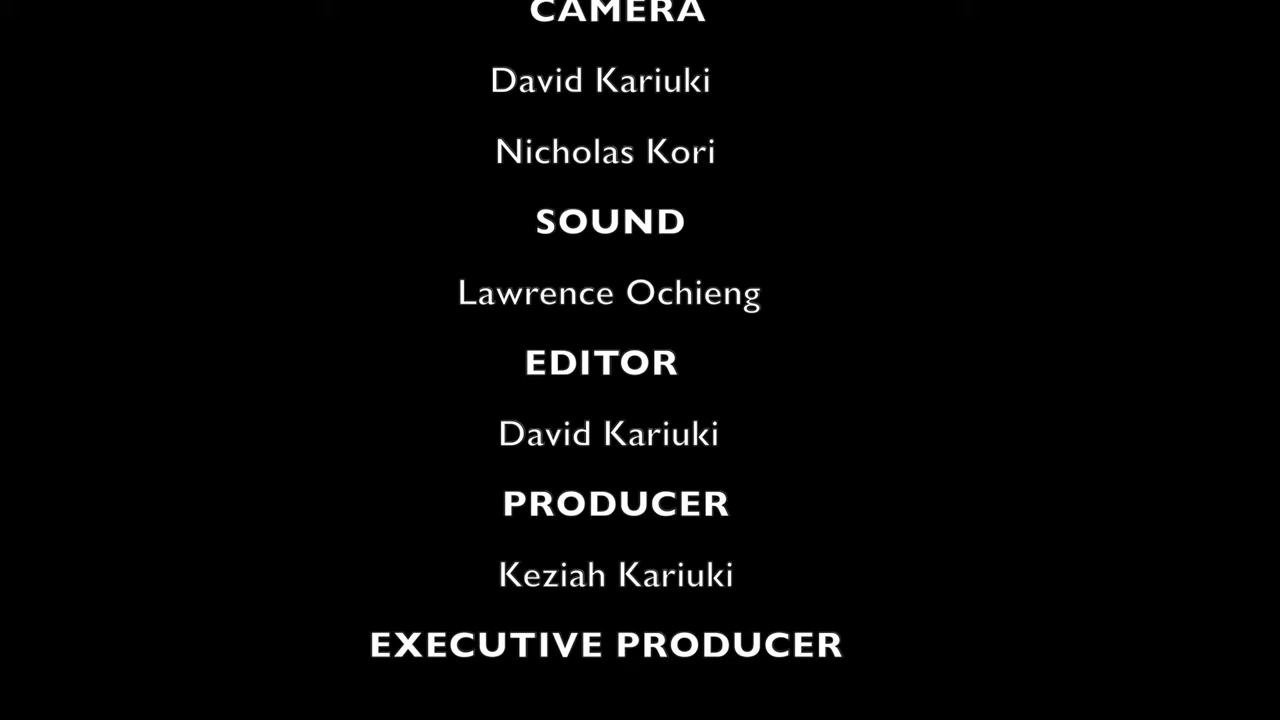 CAMERA
David Kariuki
Nicholas Kori
SOUND
Lawrence Ochieng
EDITOR
David Kariuki
PRODUCER
Keziah Kariuki
EXECUTIVE PRODUCER